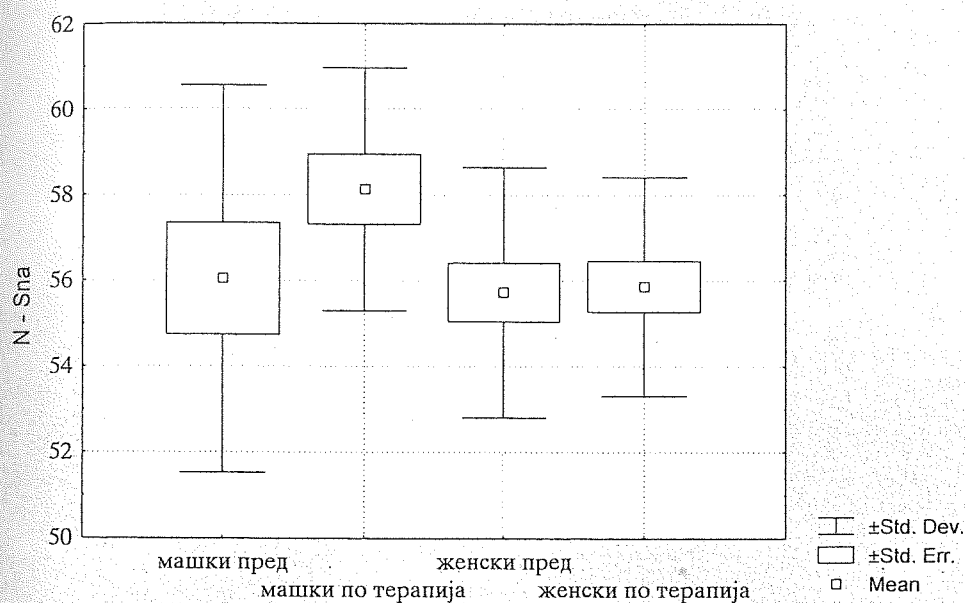 62
60
58
56
54
52
50
N - Sna
машки пред
женски пред
машки по терапија
женски по терапија
±Std. Dev.
±Std. Err.
Mean